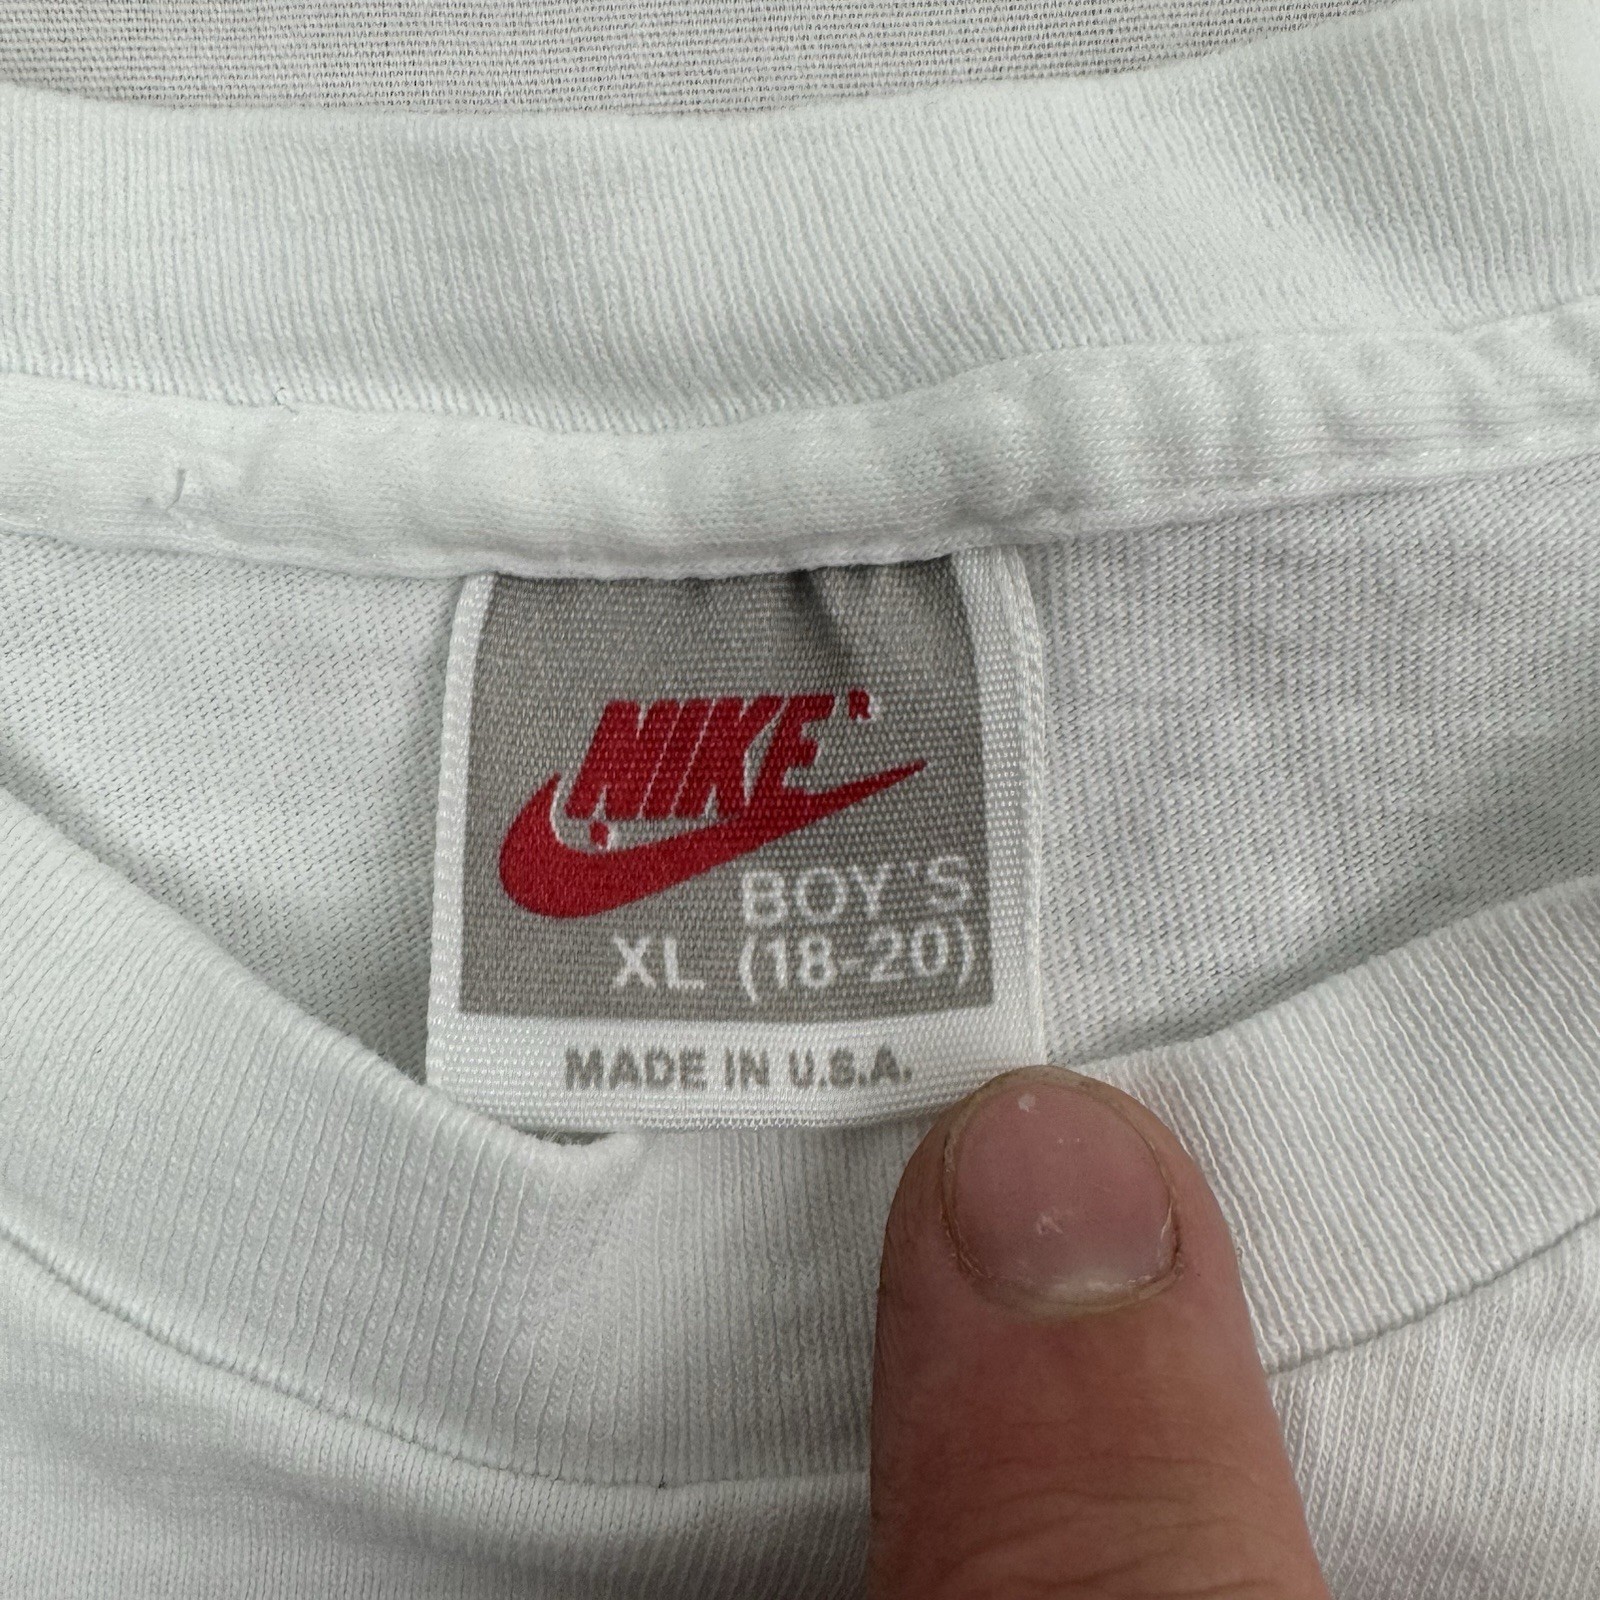 NIKE R
BOY'S
XL (18-20)
MADE IN U.S.A.